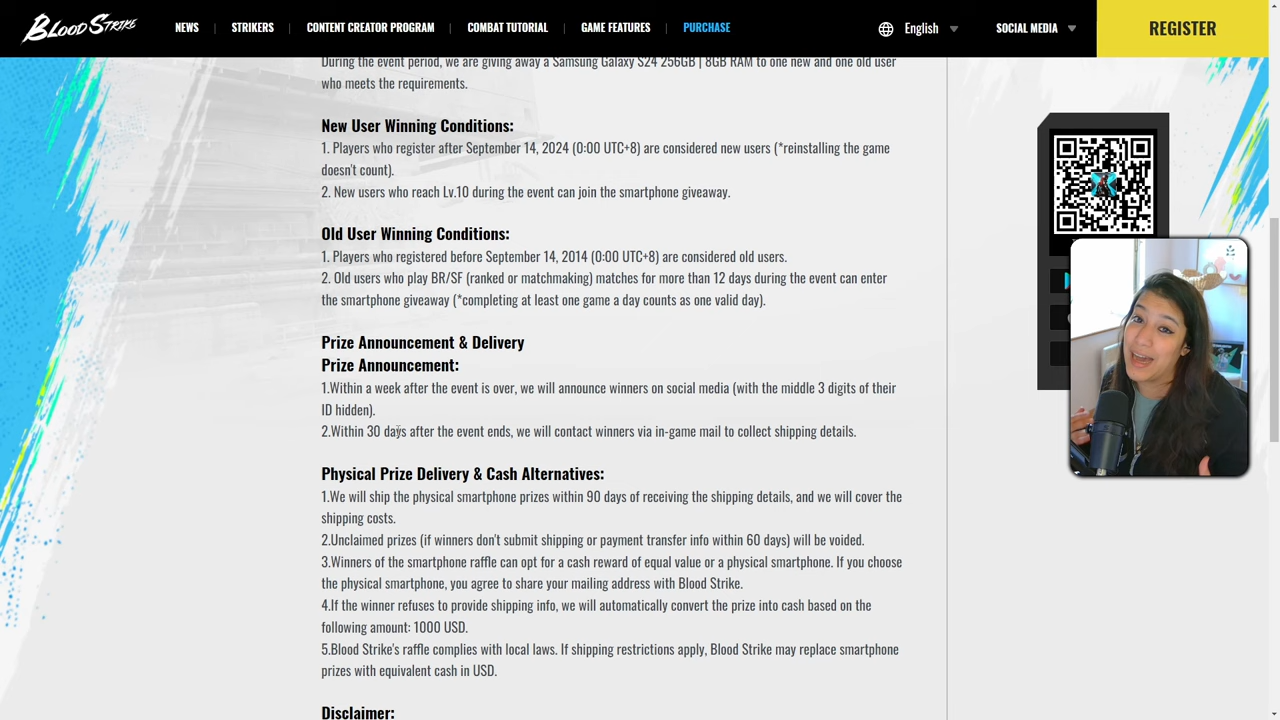 BLOOD STRIKE
NEWS
STRIKERS
CONTENT CREATOR PROGRAM
COMBAT TUTORIAL
GAME FEATURES
PURCHASE
English
SOCIAL MEDIA
REGISTER
During the event period, we are giving away a Samsung Galaxy S24 256GB | 8GB RAM to one new and one old user
who meets the requirements.
New User Winning Conditions:
1. Players who register after September 14, 2024 (0:00 UTC+8) are considered new users (*reinstalling the game
doesn't count).
2. New users who reach Lv.10 during the event can join the smartphone giveaway.
Old User Winning Conditions:
1. Players who registered before September 14, 2014 (0:00 UTC+8) are considered old users.
2. Old users who play BR/SF (ranked or matchmaking) matches for more than 12 days during the event can enter
the smartphone giveaway (*completing at least one game a day counts as one valid day).
Prize Announcement & Delivery
Prize Announcement:
1.Within a week after the event is over, we will announce winners on social media (with the middle 3 digits of their
ID hidden).
2.Within 30 days after the event ends, we will contact winners via in-game mail to collect shipping details.
Physical Prize Delivery & Cash Alternatives:
1.We will ship the physical smartphone prizes within 90 days of receiving the shipping details, and we will cover the
shipping costs.
2.Unclaimed prizes (if winners don't submit shipping or payment transfer info within 60 days) will be voided.
3.Winners of the smartphone raffle can opt for a cash reward of equal value or a physical smartphone. If you choose
the physical smartphone, you agree to share your mailing address with Blood Strike.
4.If the winner refuses to provide shipping info, we will automatically convert the prize into cash based on the
following amount: 1000 USD.
5.Blood Strike's raffle complies with local laws. If shipping restrictions apply, Blood Strike may replace smartphone
prizes with equivalent cash in USD.
Disclaimer: